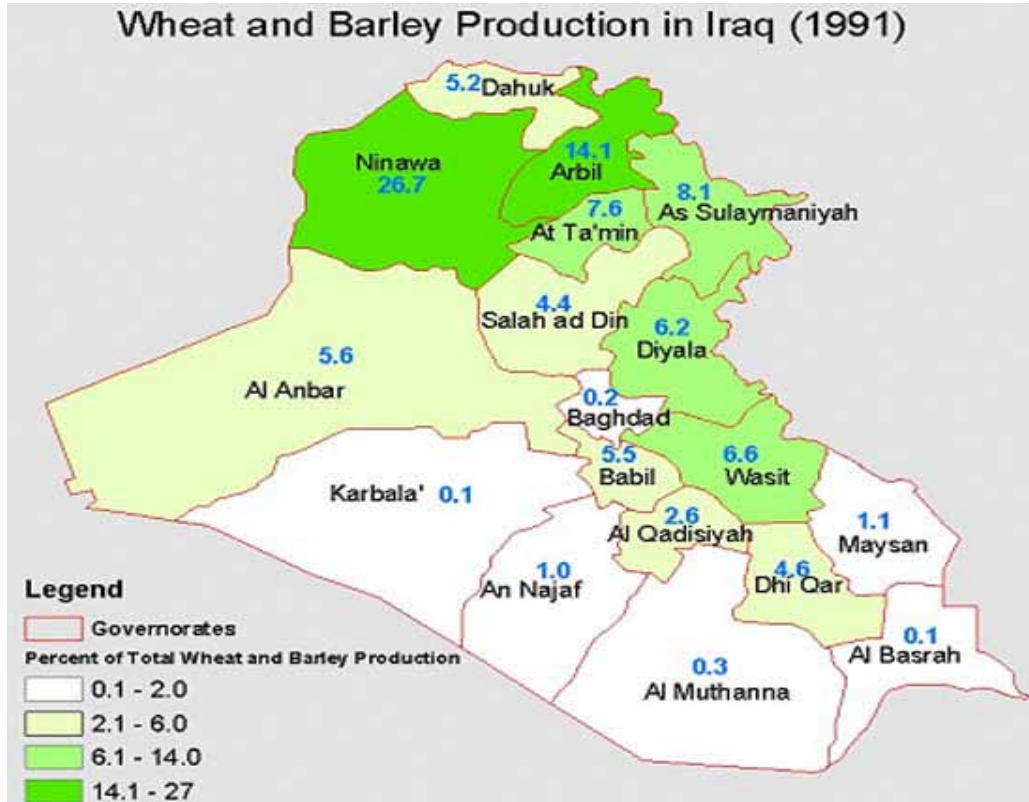 Wheat and Barley Production in Iraq (1991)
5.2 Dahuk
Ninawa
26.7
14.1
Arbil
8.1
As Sulaymaniyah
7.6
At Ta'min
4.4
Salah ad Din
6.2
Diyala
5.6
Al Anbar
0.2
Baghdad
5.5
Babil
6.6
Wasit
Karbala' 0.1
2.6
Al Qadisiyah
1.1
Maysan
1.0
An Najaf
4.6
Dhi Qar
0.1
Al Basrah
0.3
Al Muthanna
Legend
Governorates
Percent of Total Wheat and Barley Production
0.1 - 2.0
2.1 - 6.0
6.1 - 14.0
14.1 - 27